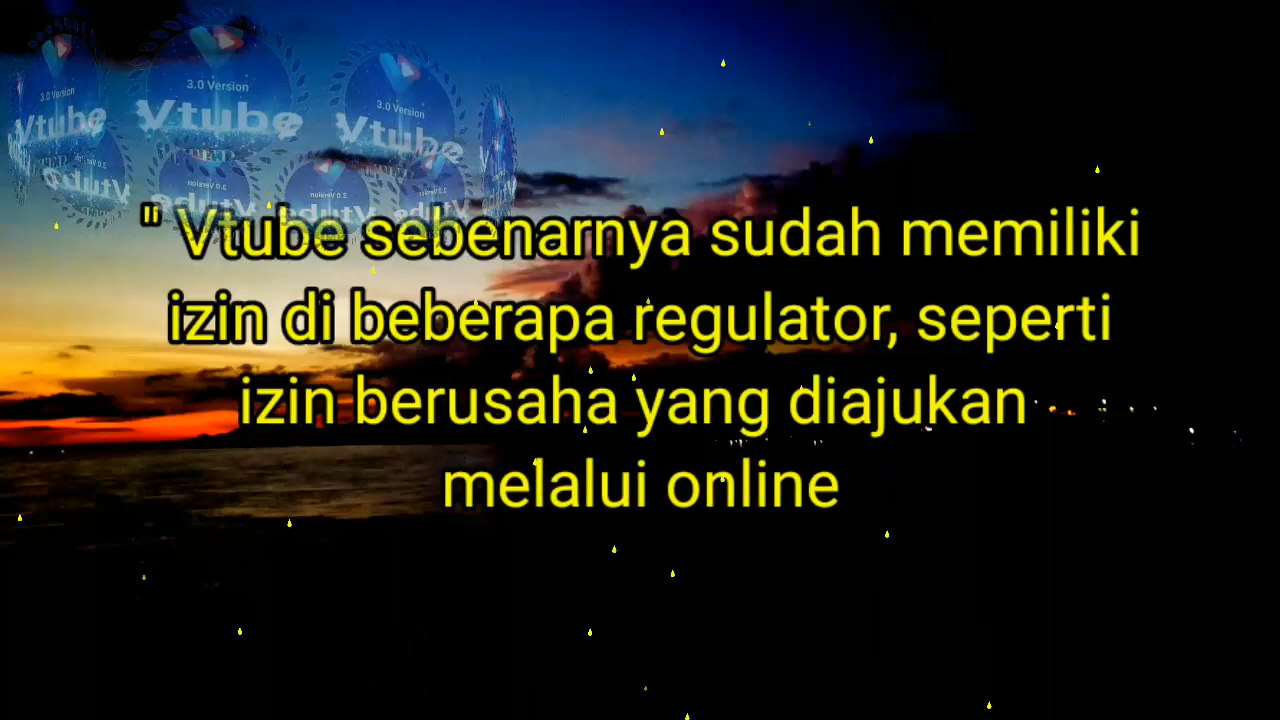 3.0 Version
Vtube
3.0 Version
Vtube
3.0 Version
Vtube
" Vtube sebenarnya sudah memiliki
izin di beberapa regulator, seperti
izin berusaha yang diajukan
melalui online